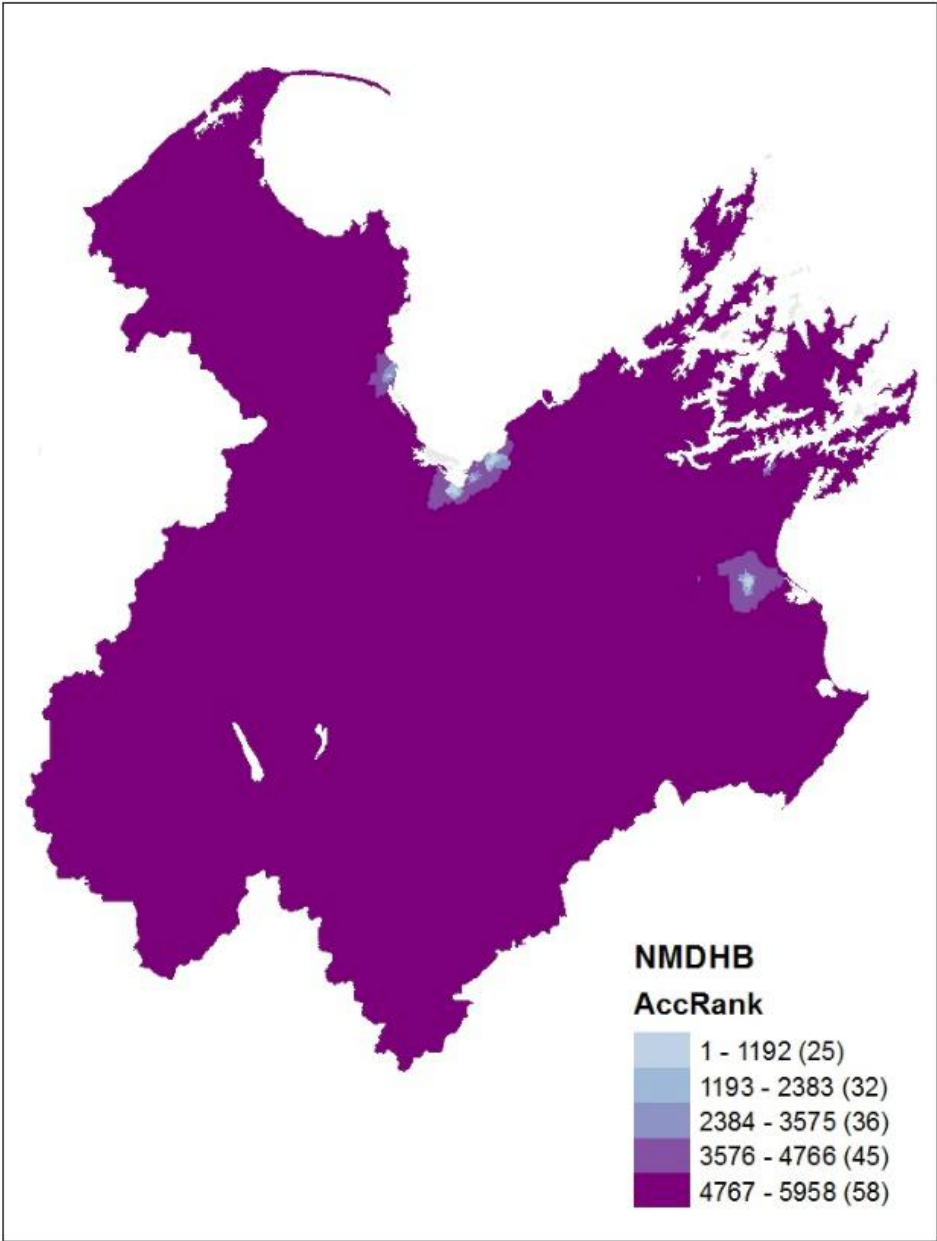 NMDHB
AccRank
1 - 1192 (25)
1193 - 2383 (32)
2384 - 3575 (36)
3576 - 4766 (45)
4767 - 5958 (58)